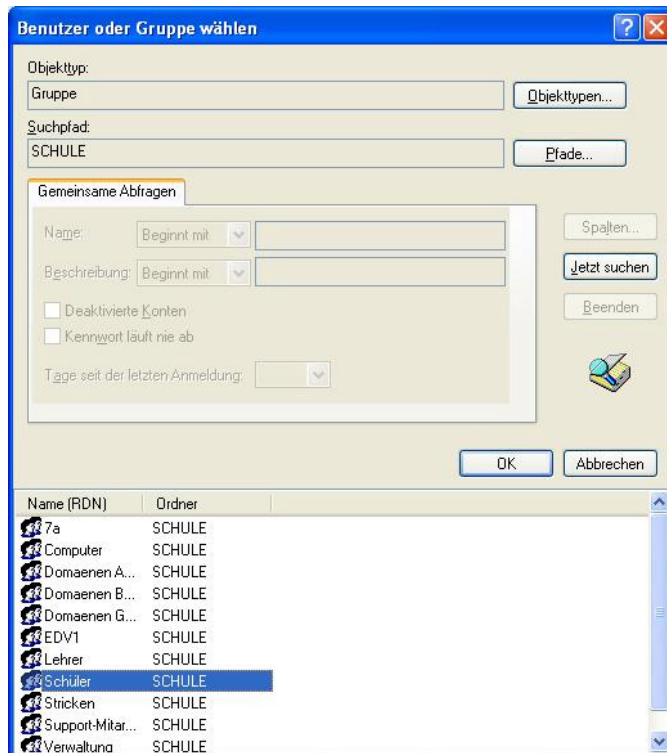 Benutzer oder Gruppe wählen
Objekttyp:
Gruppe
Objekttypen...
Suchpfad:
SCHULE
Pfade...
Gemeinsame Abfragen
Name:
Beginnt mit
Spalten...
Beschreibung:
Beginnt mit
Jetzt suchen
Deaktivierte Konten
Beenden
Kennwort läuft nie ab
Tage seit der letzten Anmeldung:
OK
Abbrechen
Name (RDN) Ordner
7a SCHULE
Computer SCHULE
Domaenen A... SCHULE
Domaenen B... SCHULE
Domaenen G... SCHULE
EDV1 SCHULE
Lehrer SCHULE
Schüler SCHULE
Stricken SCHULE
Support-Mitar... SCHULE
Verwaltung SCHULE